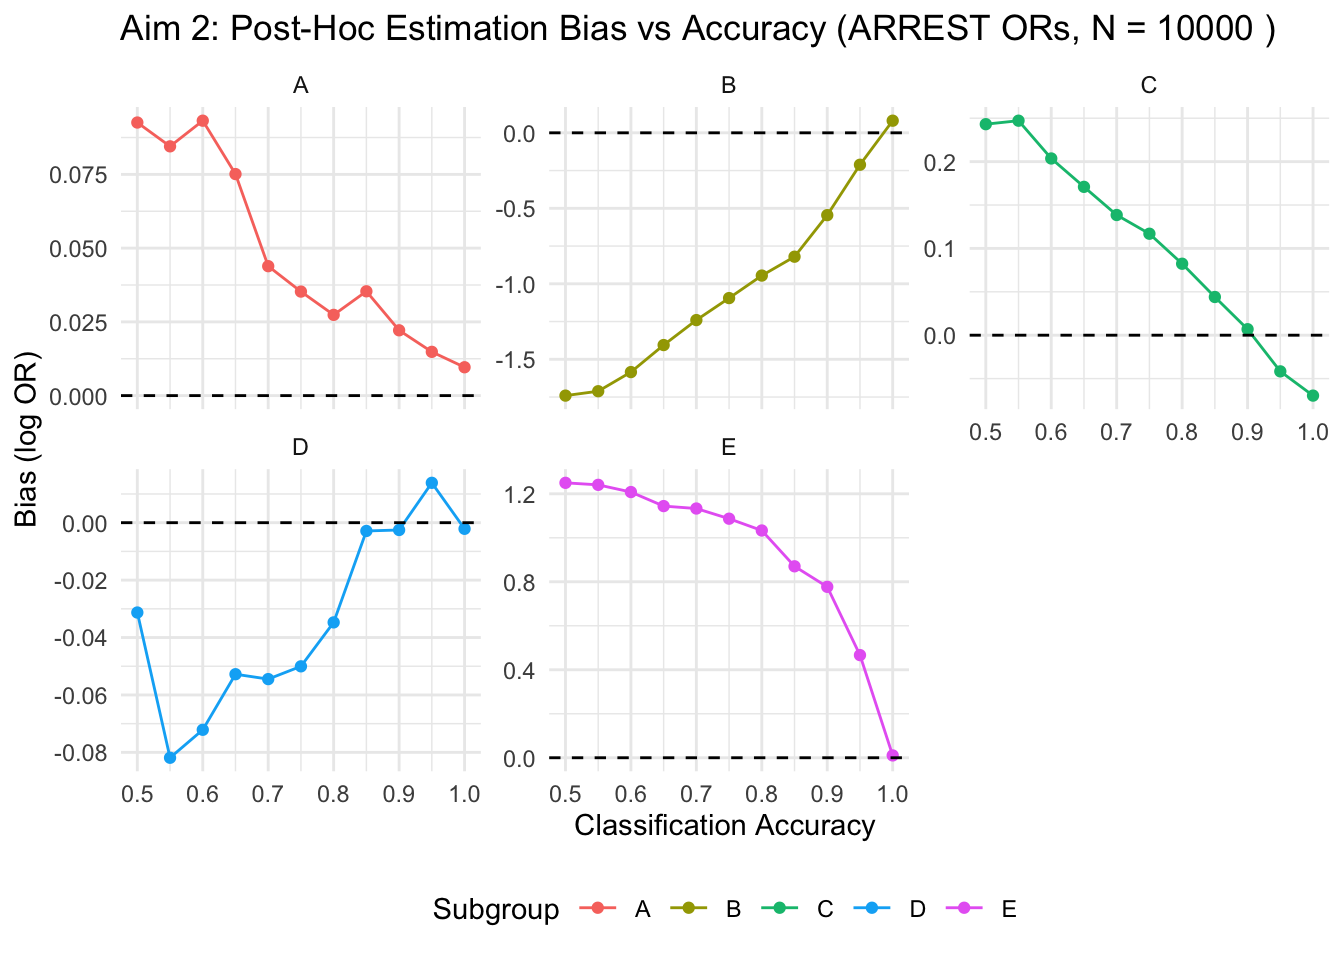 Aim 2: Post-Hoc Estimation Bias vs Accuracy (ARREST ORs, N = 10000 )
A
B
C
0.075
0.050
0.025
0.000
0.0
-0.5
-1.0
-1.5
0.2
0.1
0.0
0.5 0.6 0.7 0.8 0.9 1.0
Bias (log OR)
D
E
0.00
-0.02
-0.04
-0.06
-0.08
1.2
0.8
0.4
0.0
0.5 0.6 0.7 0.8 0.9 1.0
0.5 0.6 0.7 0.8 0.9 1.0
Classification Accuracy
Subgroup A B C D E